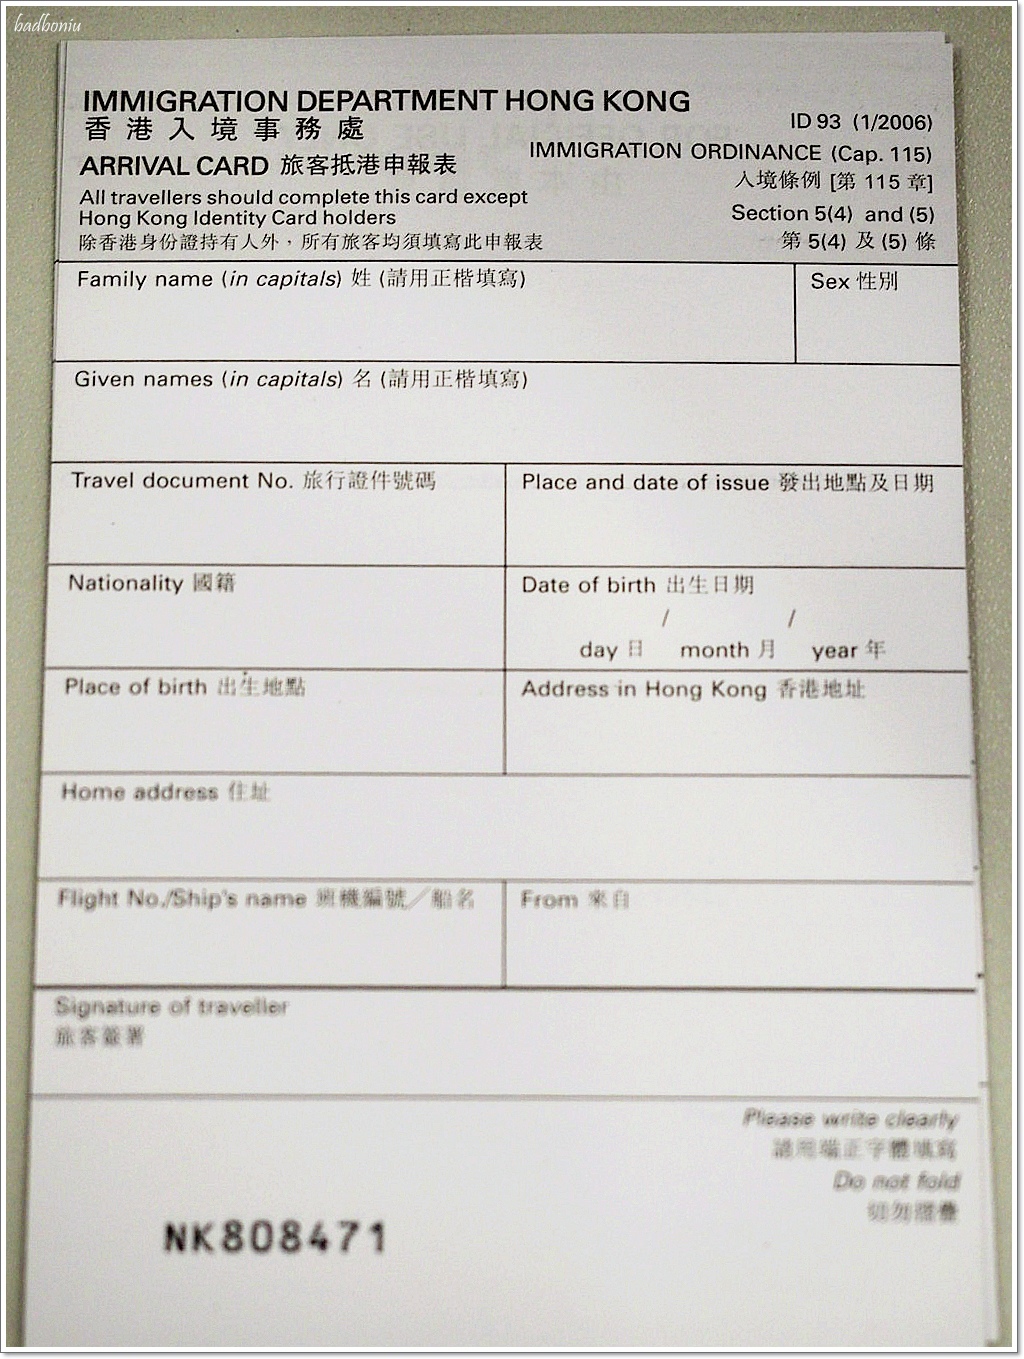 badboniu
IMMIGRATION DEPARTMENT HONG KONG
香港入境事務處
ARRIVAL CARD 旅客抵港申報表
All travellers should complete this card except
Hong Kong Identity Card holders
除香港身份證持有人外，所有旅客均須填寫此申報表
ID 93 (1/2006)
IMMIGRATION ORDINANCE (Cap. 115)
入境條例 [第 115 章]
Section 5(4) and (5)
第 5(4) 及 (5) 條
Family name (in capitals) 姓 (請用正楷填寫)
Sex 性別
Given names (in capitals) 名 (請用正楷填寫)
Travel document No. 旅行證件號碼
Place and date of issue 發出地點及日期
Nationality 國籍
Date of birth 出生日期
/ /
day 日 month 月 year 年
Place of birth 出生地點
Address in Hong Kong 香港地址
Home address 住址
Flight No./Ship's name 班機編號／船名
From 來自
Signature of traveller
旅客簽署
Please write clearly
請用端正字體填寫
Do not fold
切勿摺疊
NK808471